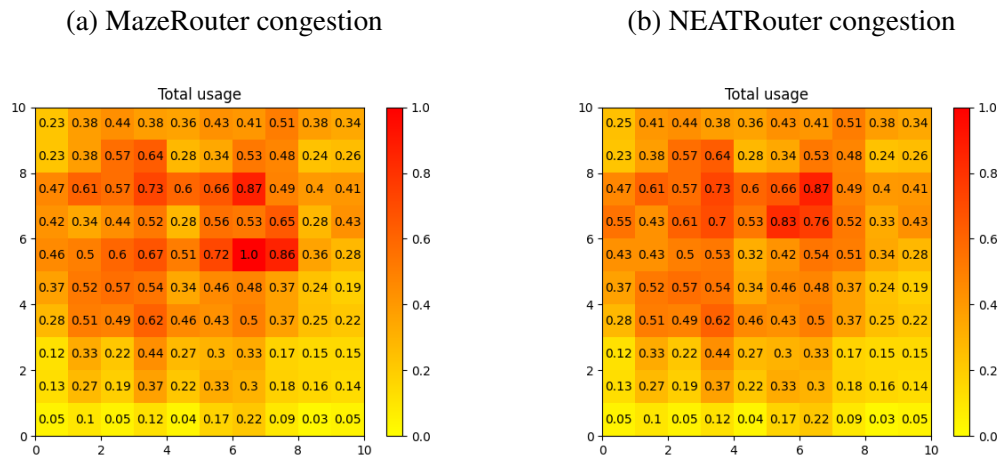 (a) MazeRouter congestion
(b) NEATRouter congestion
Total usage
10
0.23 0.38 0.44 0.38 0.36 0.43 0.41 0.51 0.38 0.34
0.23 0.38 0.57 0.64 0.28 0.34 0.53 0.48 0.24 0.26
8
0.47 0.61 0.57 0.73 0.6 0.66 0.87 0.49 0.4 0.41
0.42 0.34 0.44 0.52 0.28 0.56 0.53 0.65 0.28 0.43
6
0.46 0.5 0.6 0.67 0.51 0.72 1.0 0.86 0.36 0.28
0.37 0.52 0.57 0.54 0.34 0.46 0.48 0.37 0.24 0.19
4
0.28 0.51 0.49 0.62 0.46 0.43 0.5 0.37 0.25 0.22
0.12 0.33 0.22 0.44 0.27 0.3 0.33 0.17 0.15 0.15
2
0.13 0.27 0.19 0.37 0.22 0.33 0.3 0.18 0.16 0.14
0.05 0.1 0.05 0.12 0.04 0.17 0.22 0.09 0.03 0.05
0
0 2 4 6 8 10
1.0
0.8
0.6
0.4
0.2
0.0
Total usage
10
0.25 0.41 0.44 0.38 0.36 0.43 0.41 0.51 0.38 0.34
0.23 0.38 0.57 0.64 0.28 0.34 0.53 0.48 0.24 0.26
8
0.47 0.61 0.57 0.73 0.6 0.66 0.87 0.49 0.4 0.41
0.55 0.43 0.61 0.7 0.53 0.83 0.76 0.52 0.33 0.43
6
0.43 0.43 0.5 0.53 0.32 0.42 0.54 0.51 0.34 0.28
0.37 0.52 0.57 0.54 0.34 0.46 0.48 0.37 0.24 0.19
4
0.28 0.51 0.49 0.62 0.46 0.43 0.5 0.37 0.25 0.22
0.12 0.33 0.22 0.44 0.27 0.3 0.33 0.17 0.15 0.15
2
0.13 0.27 0.19 0.37 0.22 0.33 0.3 0.18 0.16 0.14
0.05 0.1 0.05 0.12 0.04 0.17 0.22 0.09 0.03 0.05
0
0 2 4 6 8 10
1.0
0.8
0.6
0.4
0.2
0.0